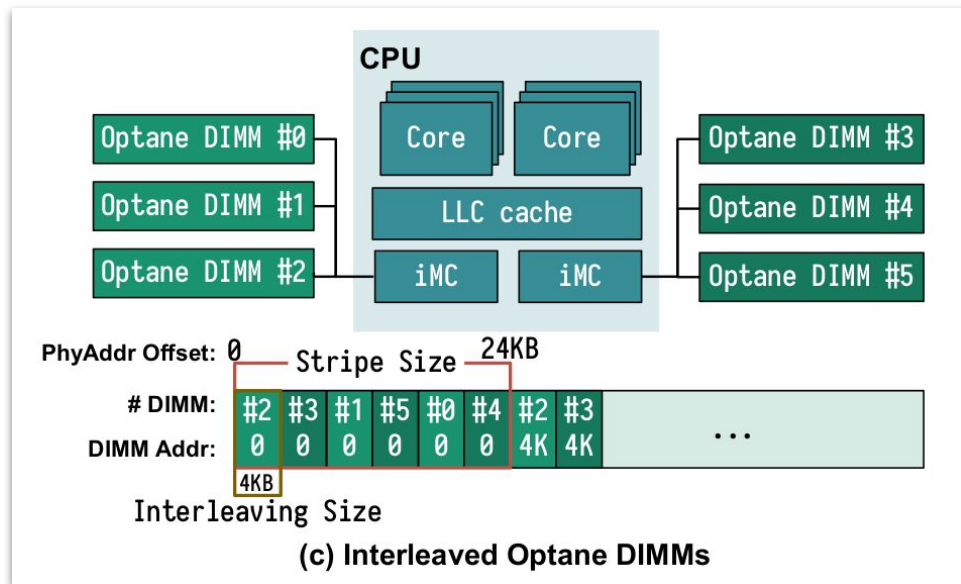 CPU
Optane DIMM #0
Optane DIMM #1
Optane DIMM #2
Core
Core
LLC cache
iMC
iMC
Optane DIMM #3
Optane DIMM #4
Optane DIMM #5
PhyAddr Offset: 0 Stripe Size 24KB
# DIMM: #2 #3 #1 #5 #0 #4 #2 #3
DIMM Addr: 0 0 0 0 0 0 4K 4K ...
4KB
Interleaving Size
(c) Interleaved Optane DIMMs